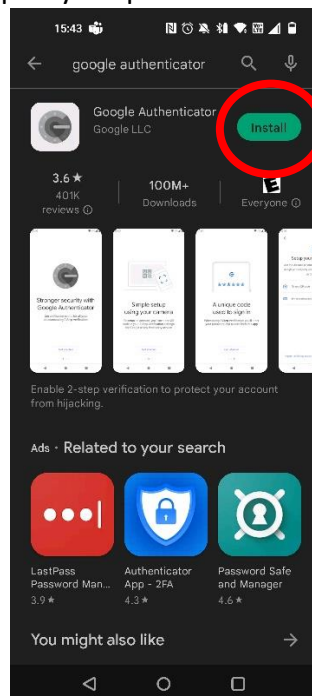 15:43
google authenticator
Google Authenticator
Google LLC
Install
3.6 ★
401K
reviews
100M+
Downloads
E
Everyone
Stronger security with
Google Authenticator
Simple setup
using your camera
A unique code
used to sign in
Enable 2-step verification to protect your account
from hijacking.
Ads · Related to your search
LastPass
Password Man...
3.9 ★
Authenticator
App - 2FA
4.3 ★
Password Safe
and Manager
4.6 ★
You might also like